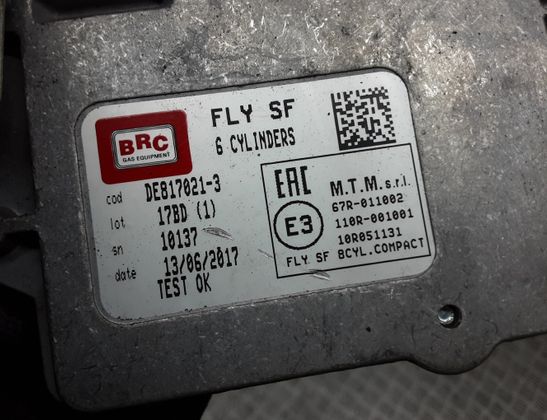 BRC
GAS EQUIPMENT
FLY SF
6 CYLINDERS
cod DE817021-3
lot 17BD (1)
sn 10137
date 13/06/2017
TEST OK
EAC
E3
M.T.M. s.r.l.
67R-011002
110R-001001
10R051131
FLY SF 8CYL.COMPACT